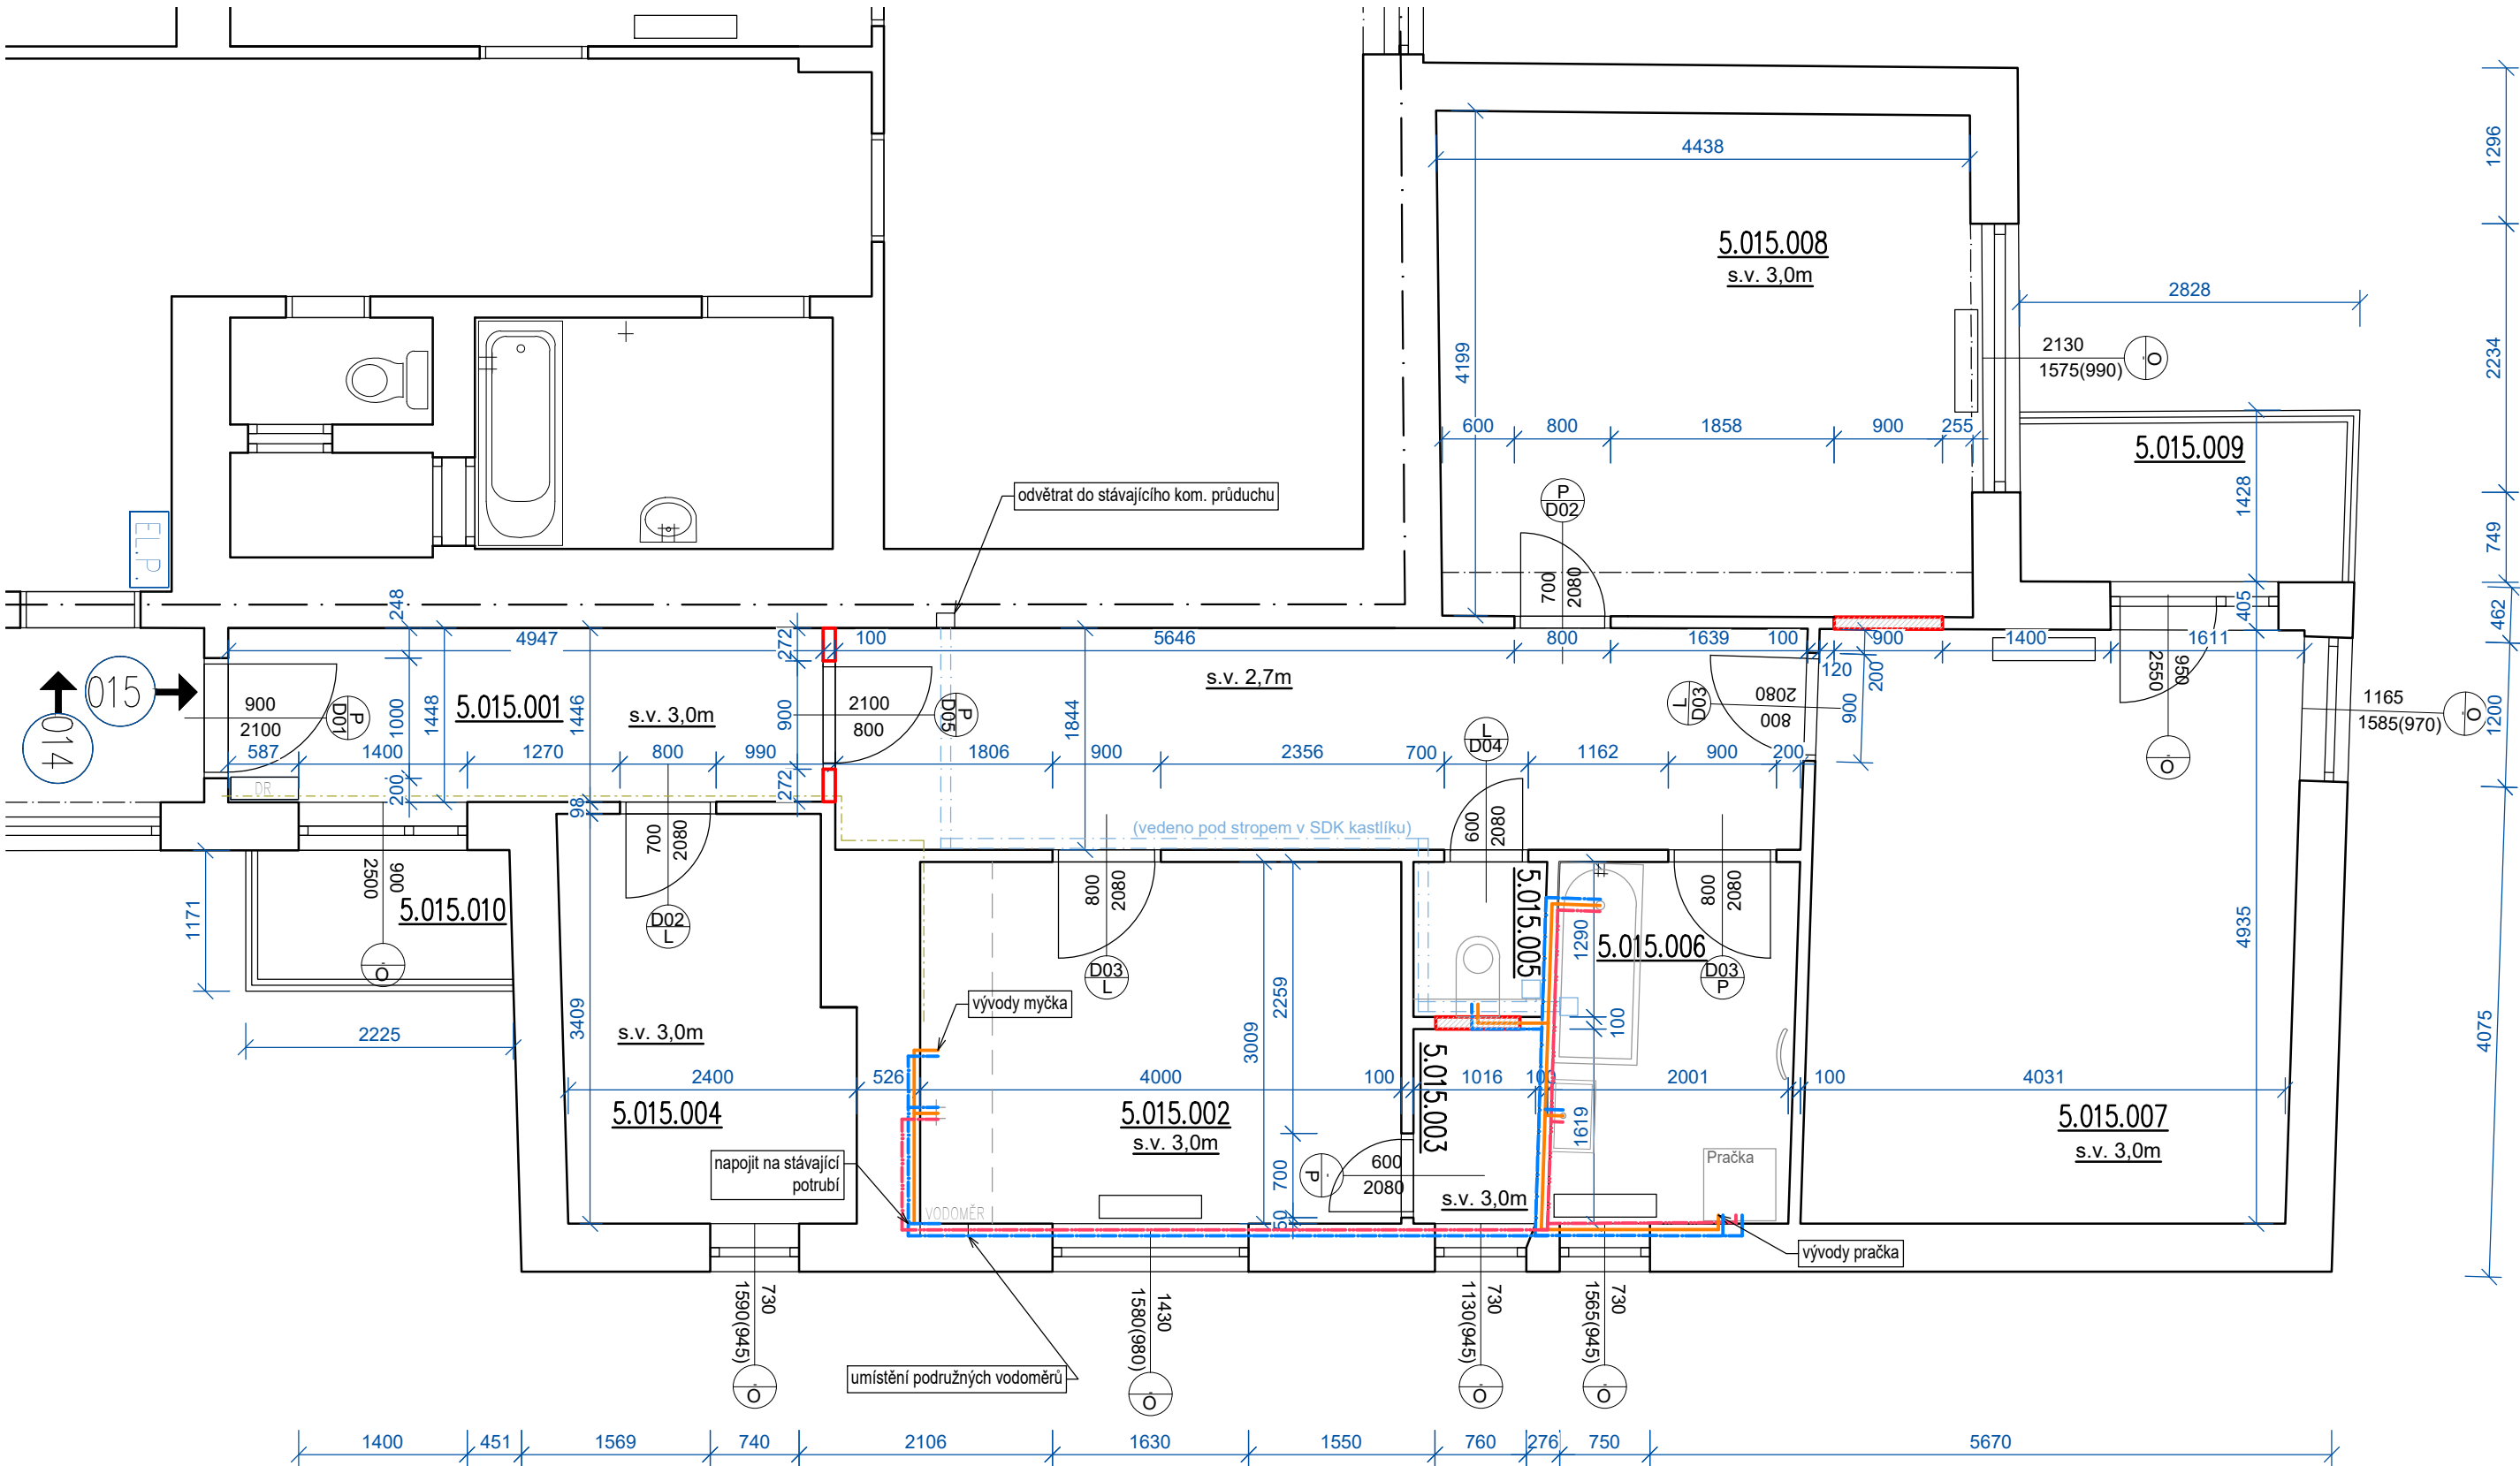 1296
4438
5.015.008
s.v. 3,0m
2828
2130
1575(990)
O
2234
4199
600
800
1858
900
255
5.015.009
1428
P
D02
odvětrat do stávajícího kom. průduchu
749
EL.P.
700
2080
405
462
248
4947
272
100
5646
800
1639
100
900
1400
1611
120
200
s.v. 2,7m
2550
950
015
014
900
2100
P
D01
1000
1448
5.015.001
1446
s.v. 3,0m
900
2100
800
P
D05
1844
L
D03
2080
800
900
1165
1585(970)
O
1200
587
1400
1270
800
990
1806
900
2356
700
L
D04
1162
900
200
O
DR
200
98
272
(vedeno pod stropem v SDK kastlíku)
2500
900
700
2080
800
2080
600
2080
800
2080
1171
5.015.010
O
D02
L
D03
L
5.015.005
1290
5.015.006
D03
P
4935
vývody myčka
2225
3409
s.v. 3,0m
2259
3009
100
4075
2400
526
4000
100
1016
100
2001
100
4031
5.015.004
5.015.002
s.v. 3,0m
5.015.003
1619
5.015.007
s.v. 3,0m
napojit na stávající
potrubí
P
600
2080
700
Pračka
s.v. 3,0m
VODOMĚR
50
vývody pračka
730
1590(945)
O
1430
1580(980)
O
730
1130(945)
O
730
1565(945)
O
umístění podružných vodoměrů
1400
451
1569
740
2106
1630
1550
760
276
750
5670